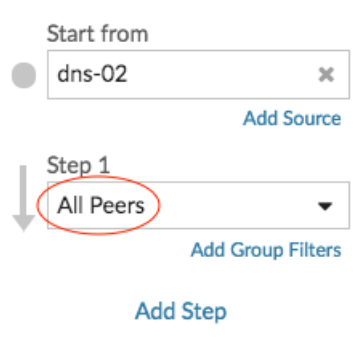 Start from
dns-02
Add Source
Step 1
All Peers
Add Group Filters
Add Step